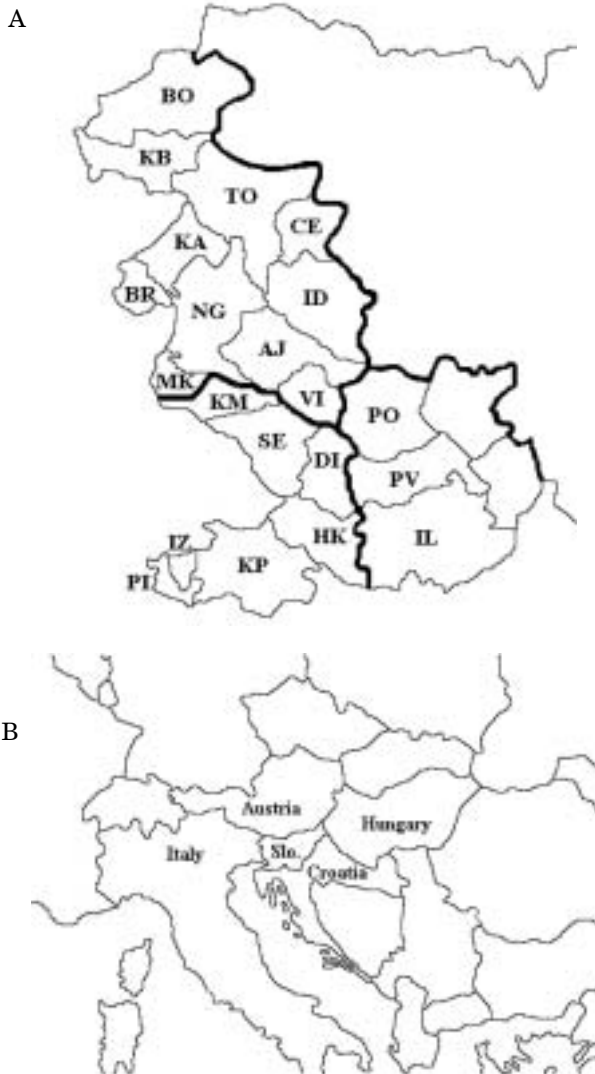 A
BO
KB
TO
CE
KA
BR
NG
ID
AJ
MK
KM
VI
PO
SE
DI
PV
IZ
HK
IL
PI
KP
B
Austria
Hungary
Italy
Slo.
Croatia